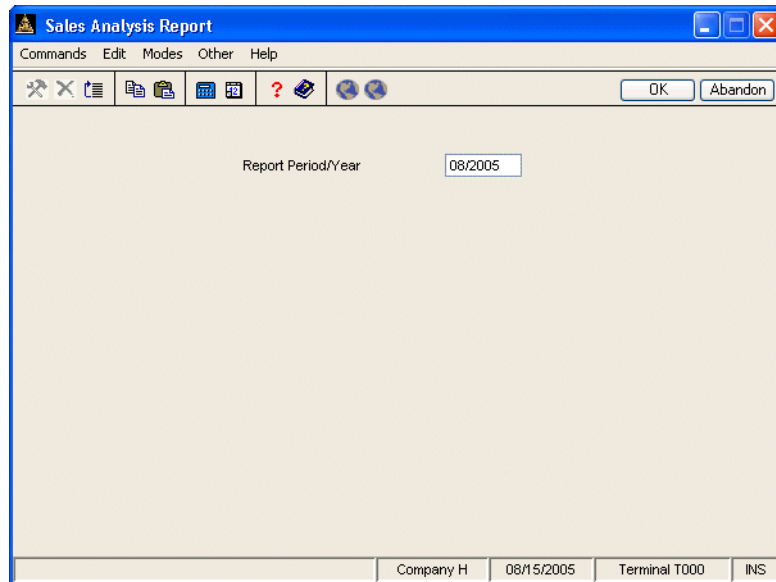 Sales Analysis Report
Commands Edit Modes Other Help
OK Abandon
Report Period/Year 08/2005
Company H 08/15/2005 Terminal T000 INS